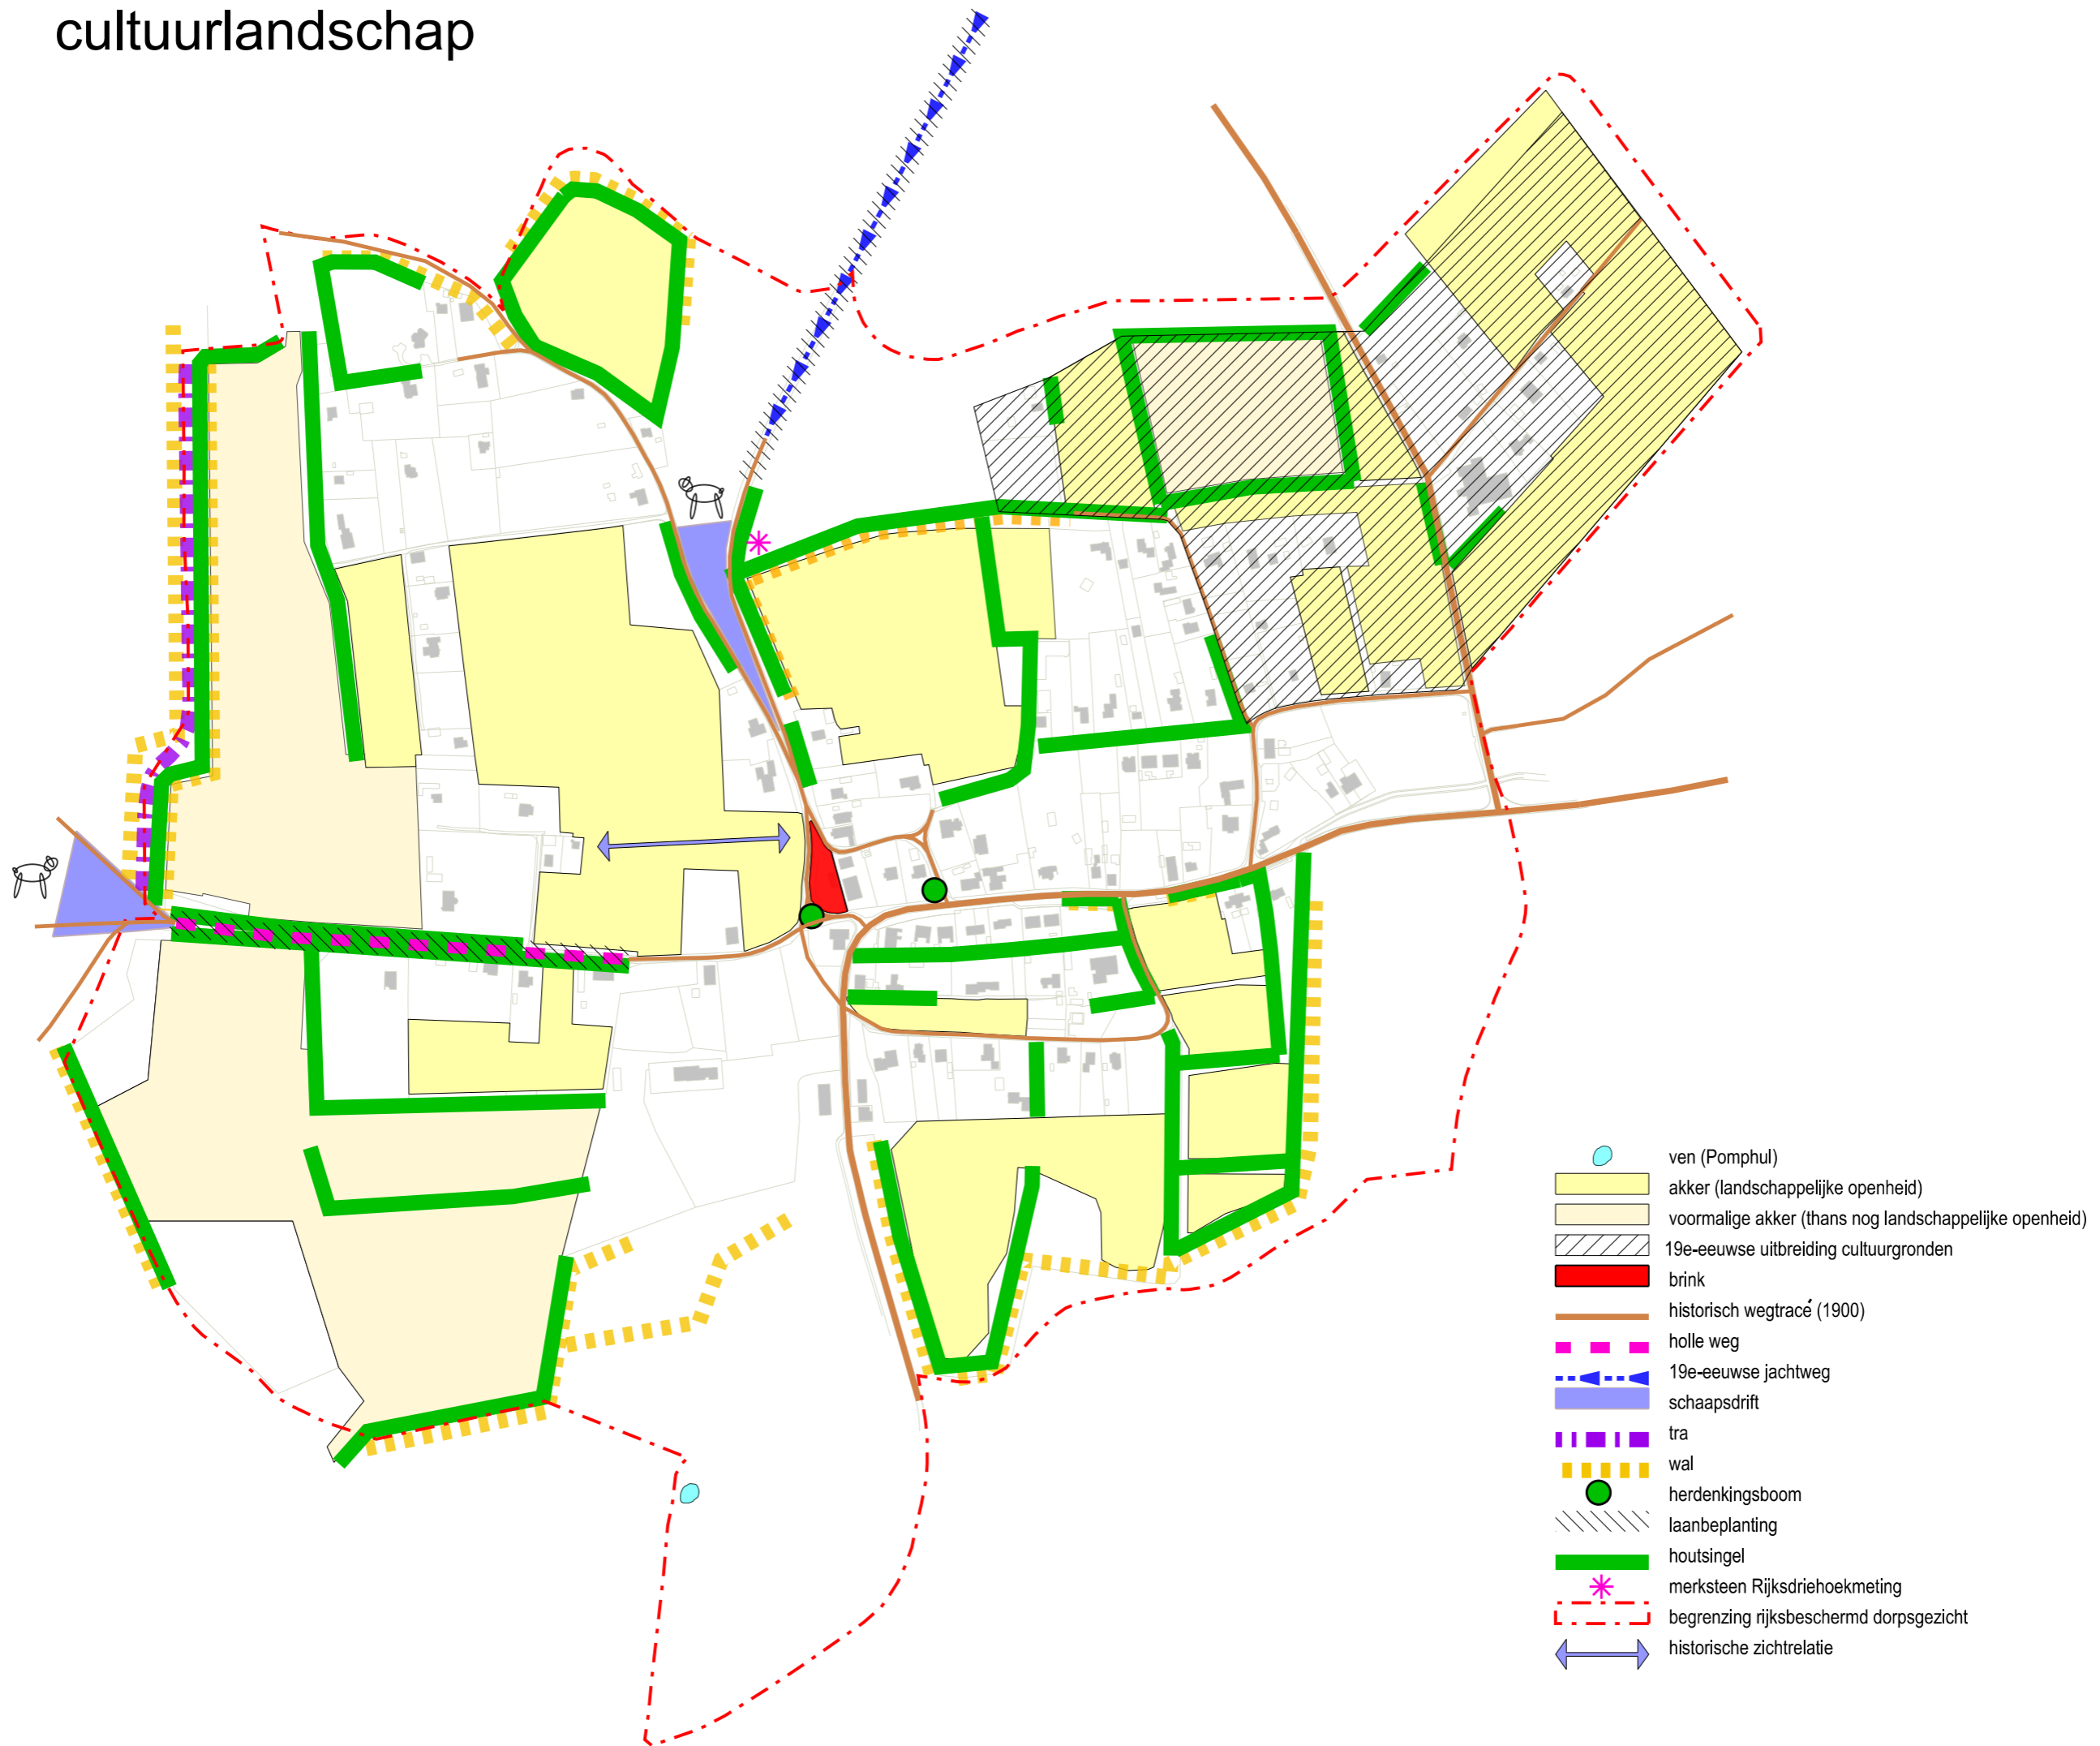 cultuurlandschap
ven (Pomphul)
akker (landschappelijke openheid)
voormalige akker (thans nog landschappelijke openheid)
19e-eeuwse uitbreiding cultuurgronden
brink
historisch wegtracé (1900)
holle weg
19e-eeuwse jachtweg
schaapsdrift
tra
wal
herdenkingsboom
laanbeplanting
houtsingel
merksteen Rijksdriehoekmeting
begrenzing rijksbeschermd dorpsgezicht
historische zichtrelatie